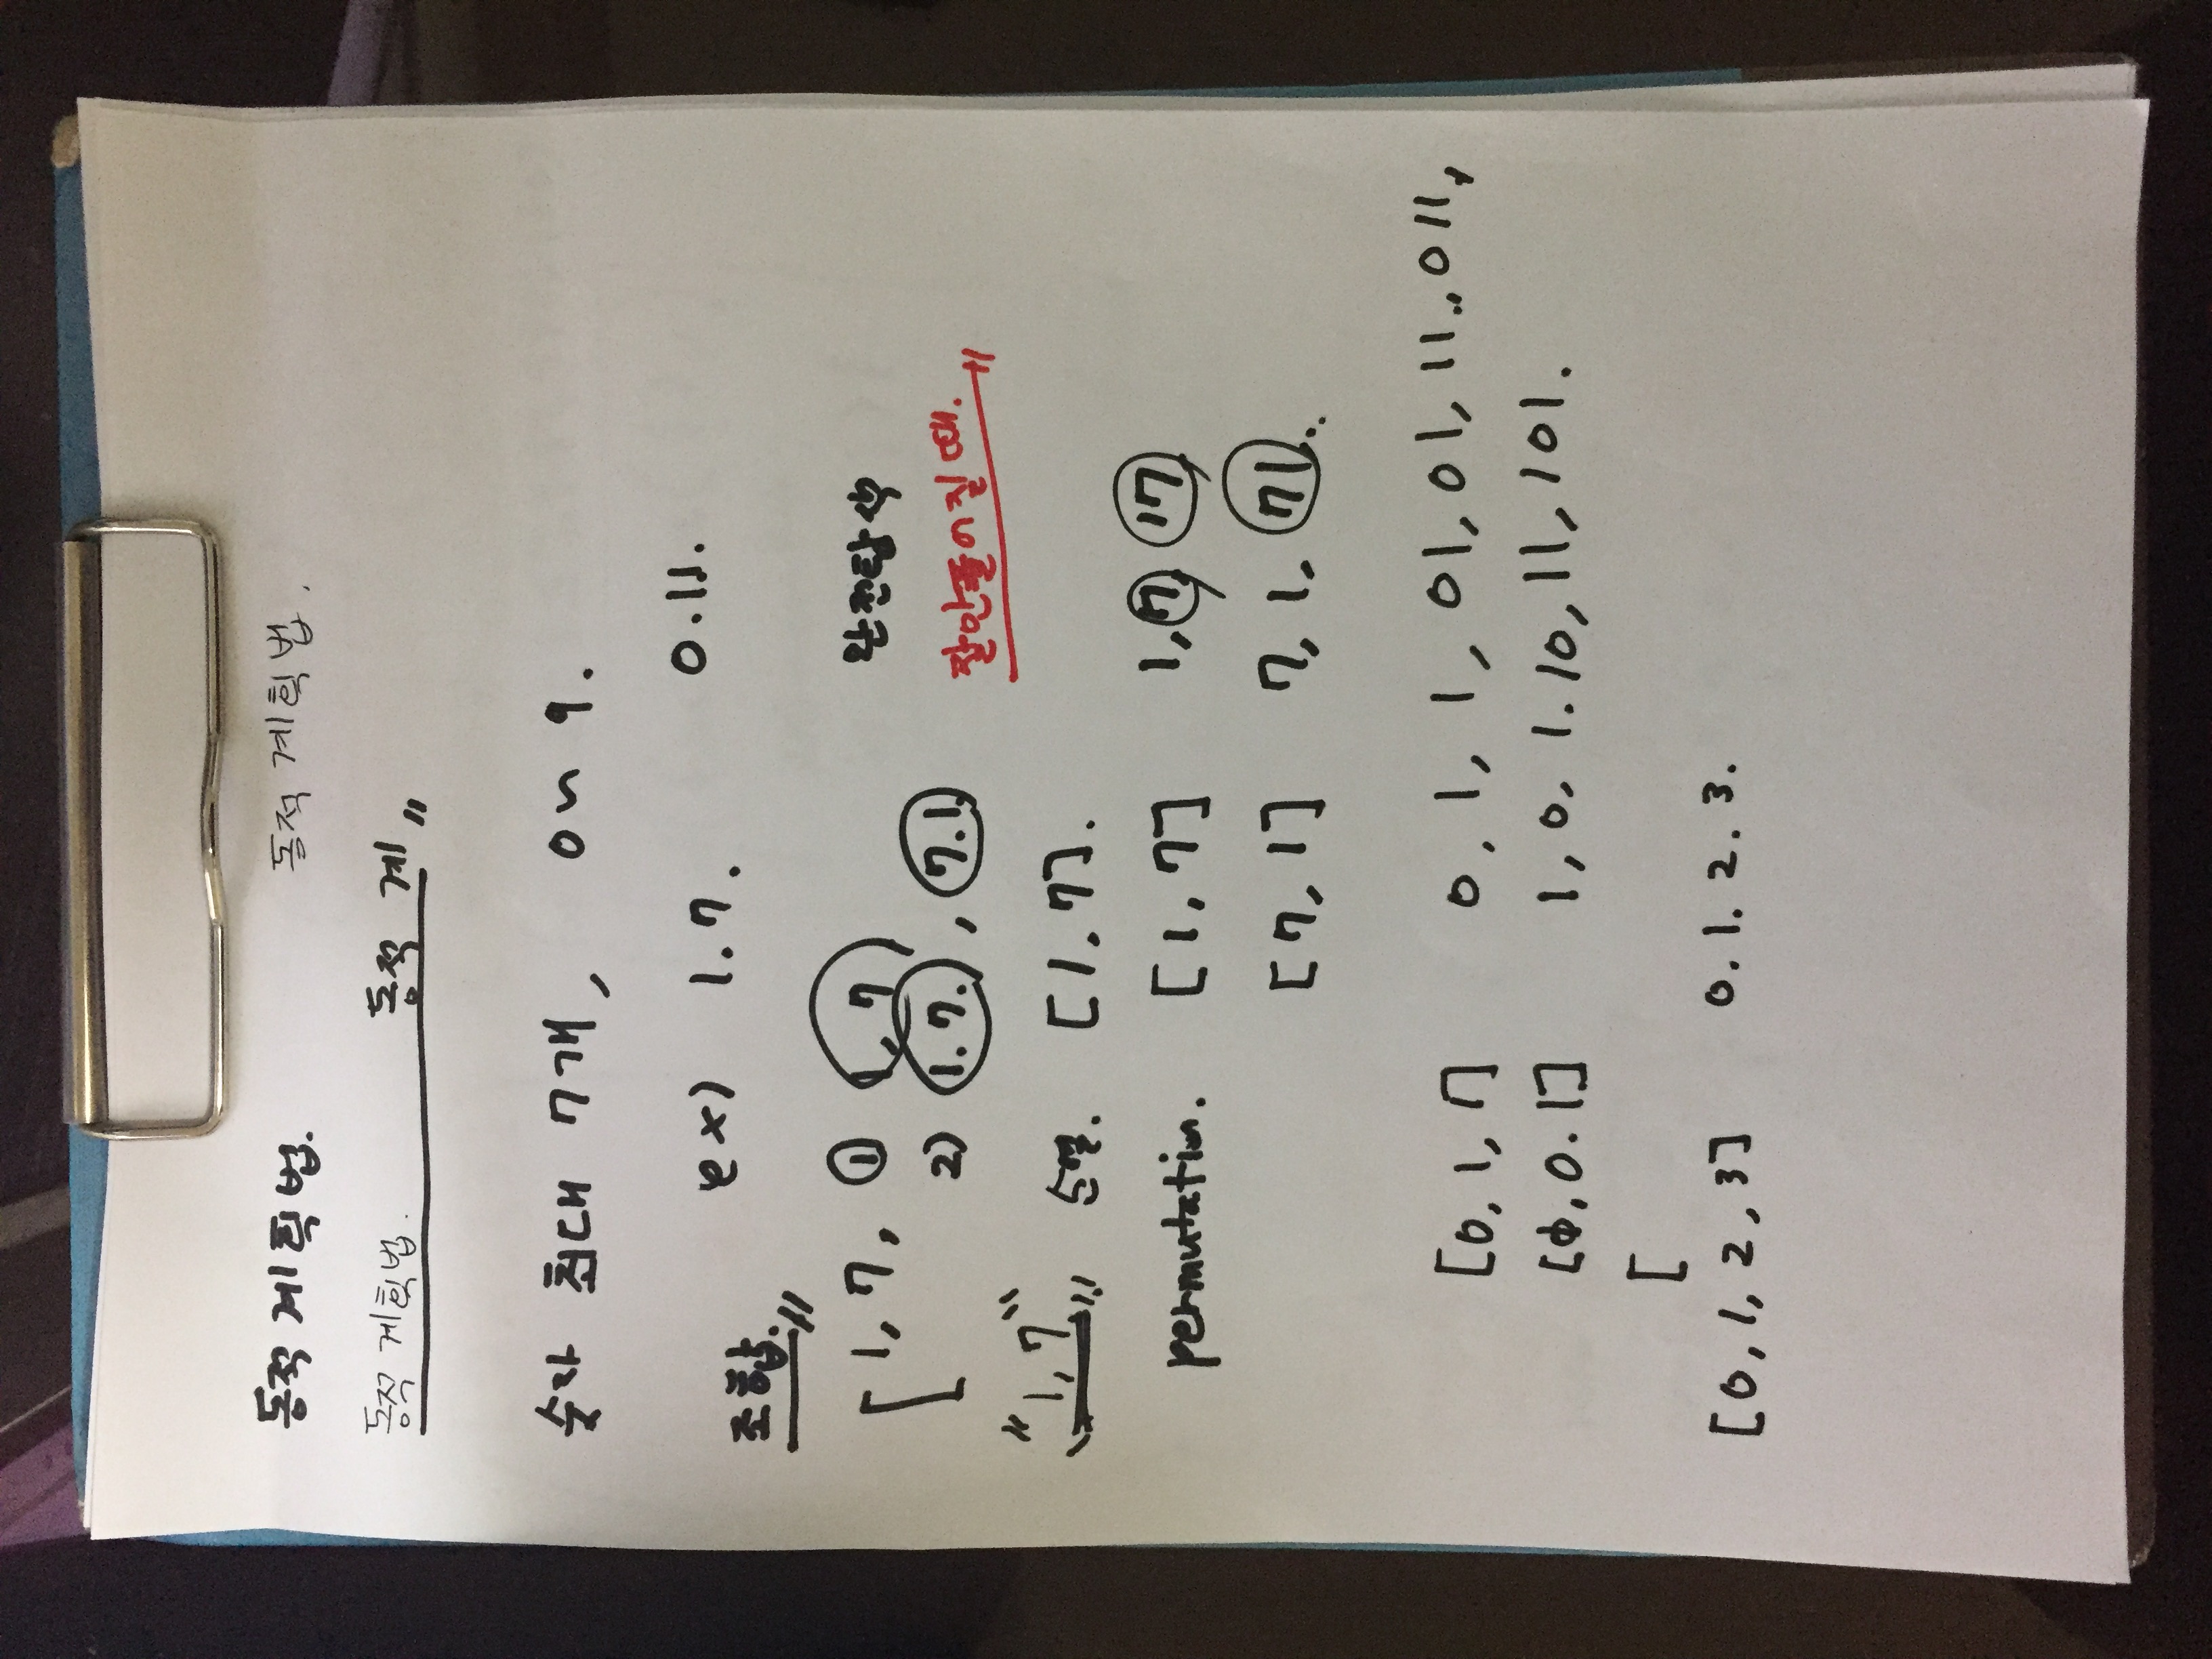 동적 계획법. 동적 계획법.
동적 계획법. 동적 계〃
숫자 최대 7개, 0~9.
ex) 1.7. 0.11.
조합.〃
[1, 7, ① 1, 7 완전탐색
2) 1.7. , 7.1. 잘안풀어질때.〃
"1,7" 순열. [1.7].
permutation. [1,7] 1,7, 17,
[7,1] 7,1, 71.
[0,1,1] 0,1,1,01,01,11,011,
0.1] 1,0,1.10,11,101.
[
[0,1,2,3] 0.1.2.3.